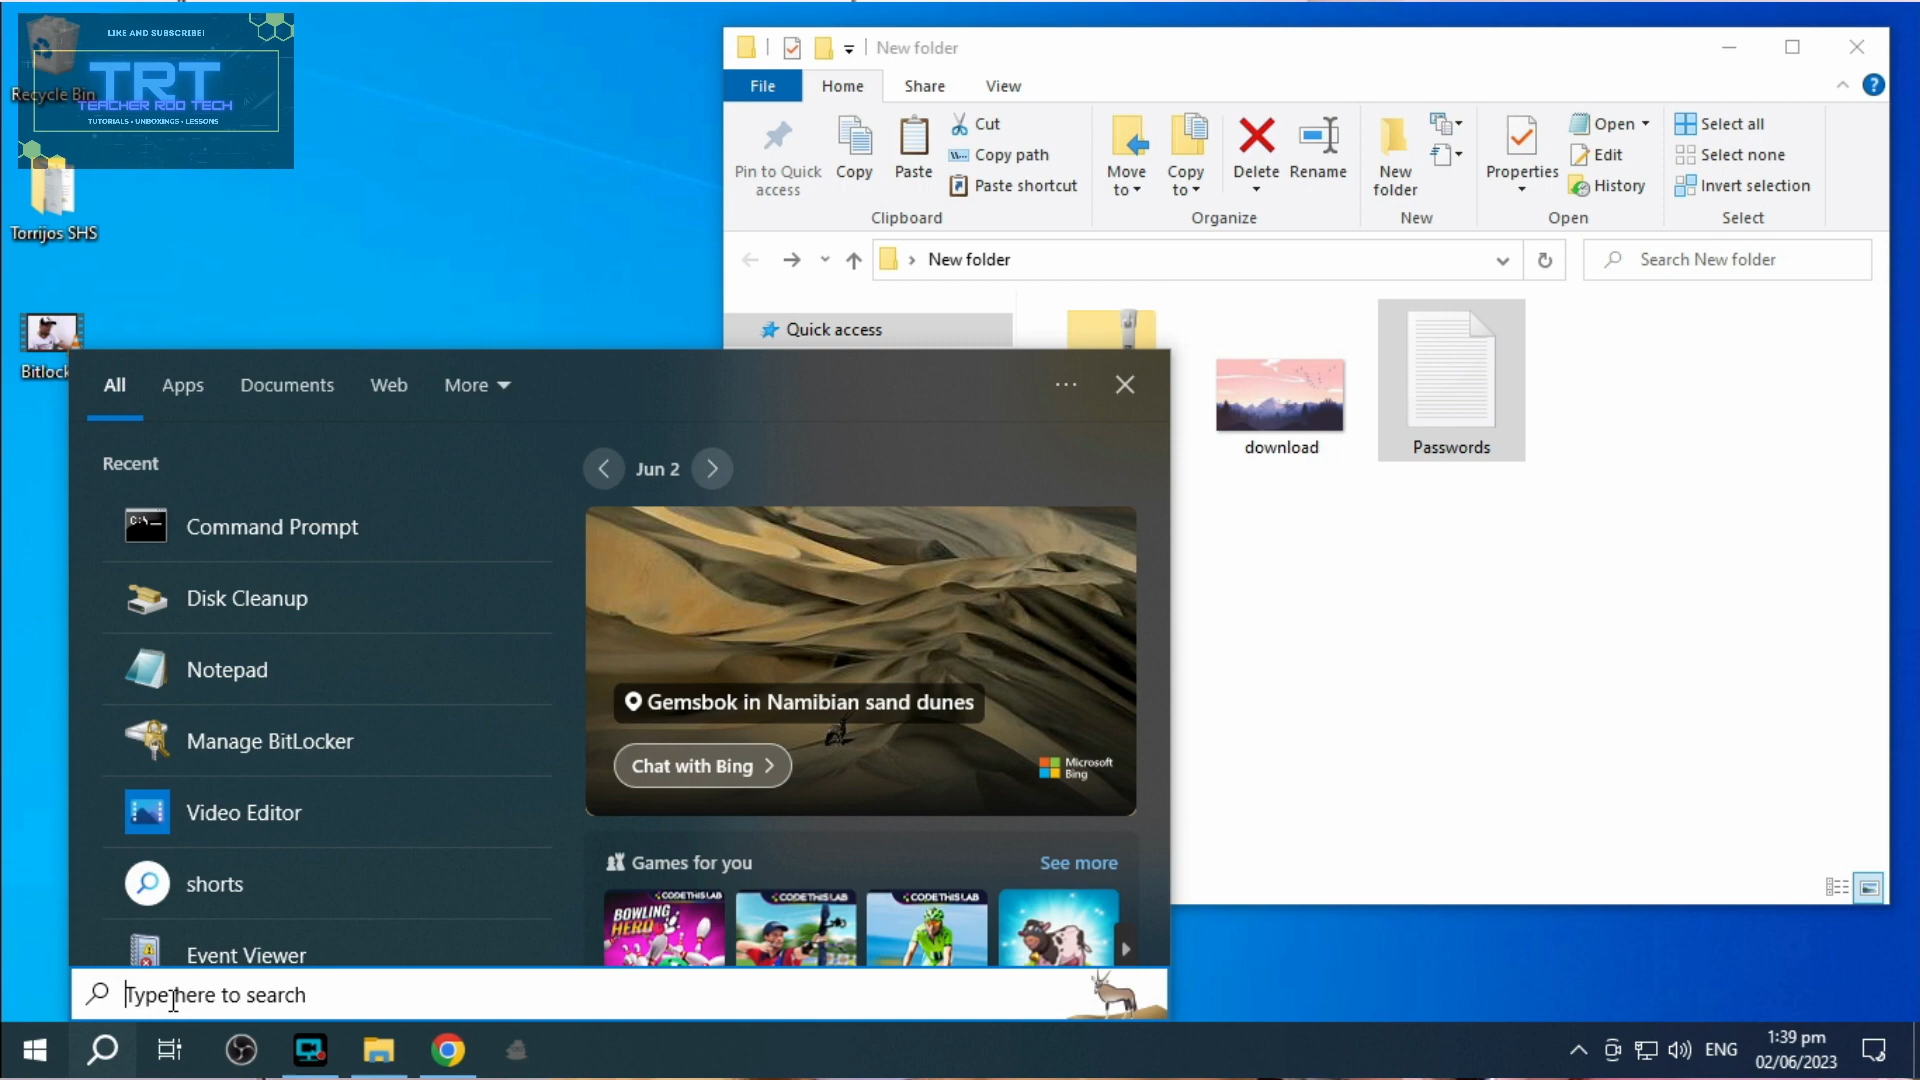 LIKE AND SUBSCRIBE!
TRT
TEACHER ROD TECH
TUTORIALS • UNBOXINGS • LESSONS
Recycle Bin
Torrijos SHS
Bitlock
New folder
File
Home
Share
View
Pin to Quick
access
Copy
Paste
Cut
Copy path
Paste shortcut
Clipboard
Move
to
Copy
to
Delete
Rename
Organize
New
folder
New
Properties
Open
Edit
History
Open
Select all
Select none
Invert selection
Select
New folder
Search New folder
Quick access
download
Passwords
All
Apps
Documents
Web
More
Recent
Command Prompt
Disk Cleanup
Notepad
Manage BitLocker
Video Editor
shorts
Event Viewer
Jun 2
Gemsbok in Namibian sand dunes
Chat with Bing
Microsoft
Bing
Games for you
See more
CODETHISLAB
BOWLING
HERO
CODETHISLAB
CODETHISLAB
Type here to search
ENG
1:39 pm
02/06/2023